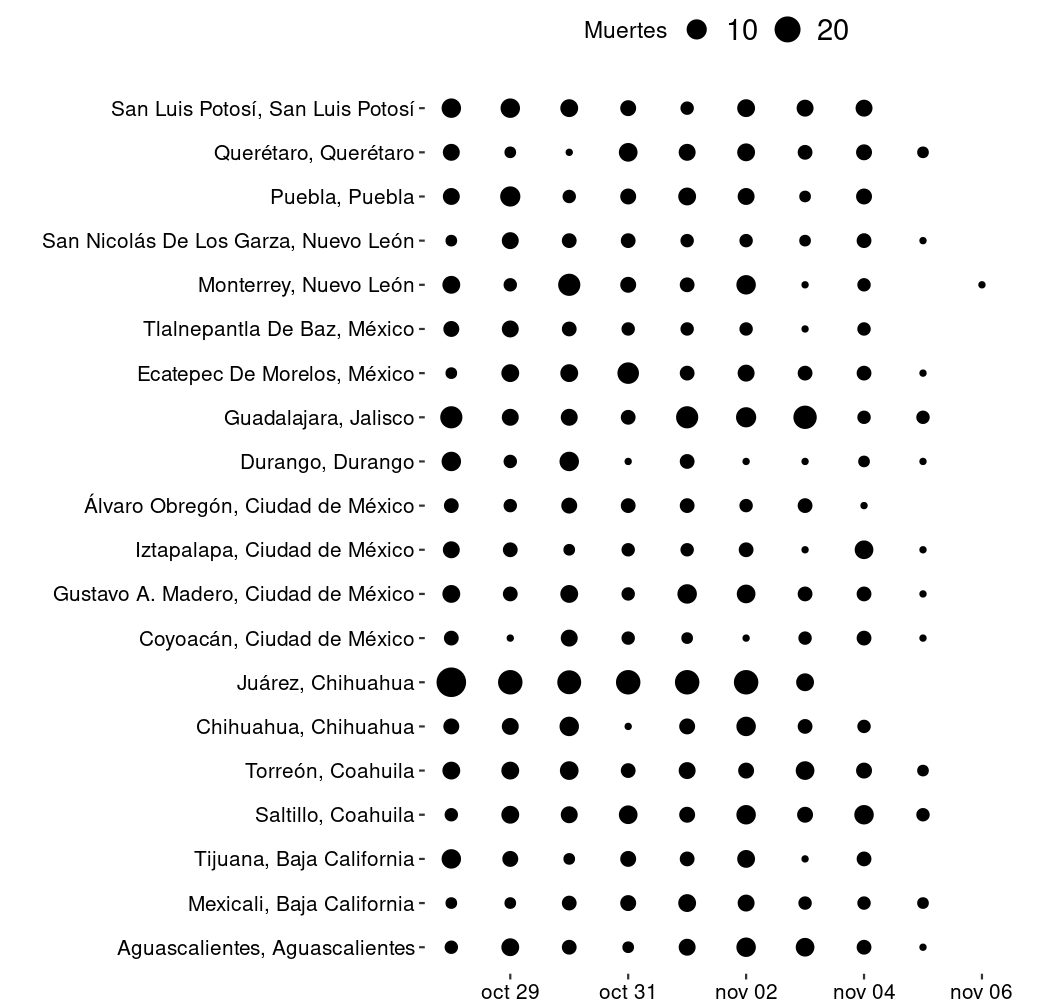 Muertes 10 20
San Luis Potosí, San Luis Potosí
Querétaro, Querétaro
Puebla, Puebla
San Nicolás De Los Garza, Nuevo León
Monterrey, Nuevo León
Tlalnepantla De Baz, México
Ecatepec De Morelos, México
Guadalajara, Jalisco
Durango, Durango
Álvaro Obregón, Ciudad de México
Iztapalapa, Ciudad de México
Gustavo A. Madero, Ciudad de México
Coyoacán, Ciudad de México
Juárez, Chihuahua
Chihuahua, Chihuahua
Torreón, Coahuila
Saltillo, Coahuila
Tijuana, Baja California
Mexicali, Baja California
Aguascalientes, Aguascalientes
oct 29 oct 31 nov 02 nov 04 nov 06